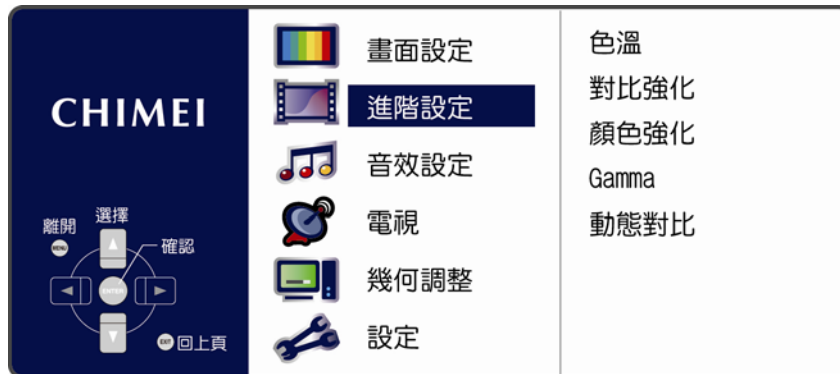 CHIMEI
離開
選擇
MENU
確認
ENTER
EXIT
回上頁
畫面設定
進階設定
音效設定
電視
幾何調整
設定
色溫
對比強化
顏色強化
Gamma
動態對比